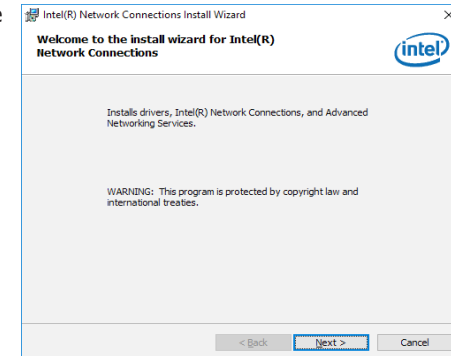 e
Intel(R) Network Connections Install Wizard
Welcome to the install wizard for Intel(R)
Network Connections
intel
Installs drivers, Intel(R) Network Connections, and Advanced
Networking Services.
WARNING: This program is protected by copyright law and
international treaties.
< Back Next > Cancel